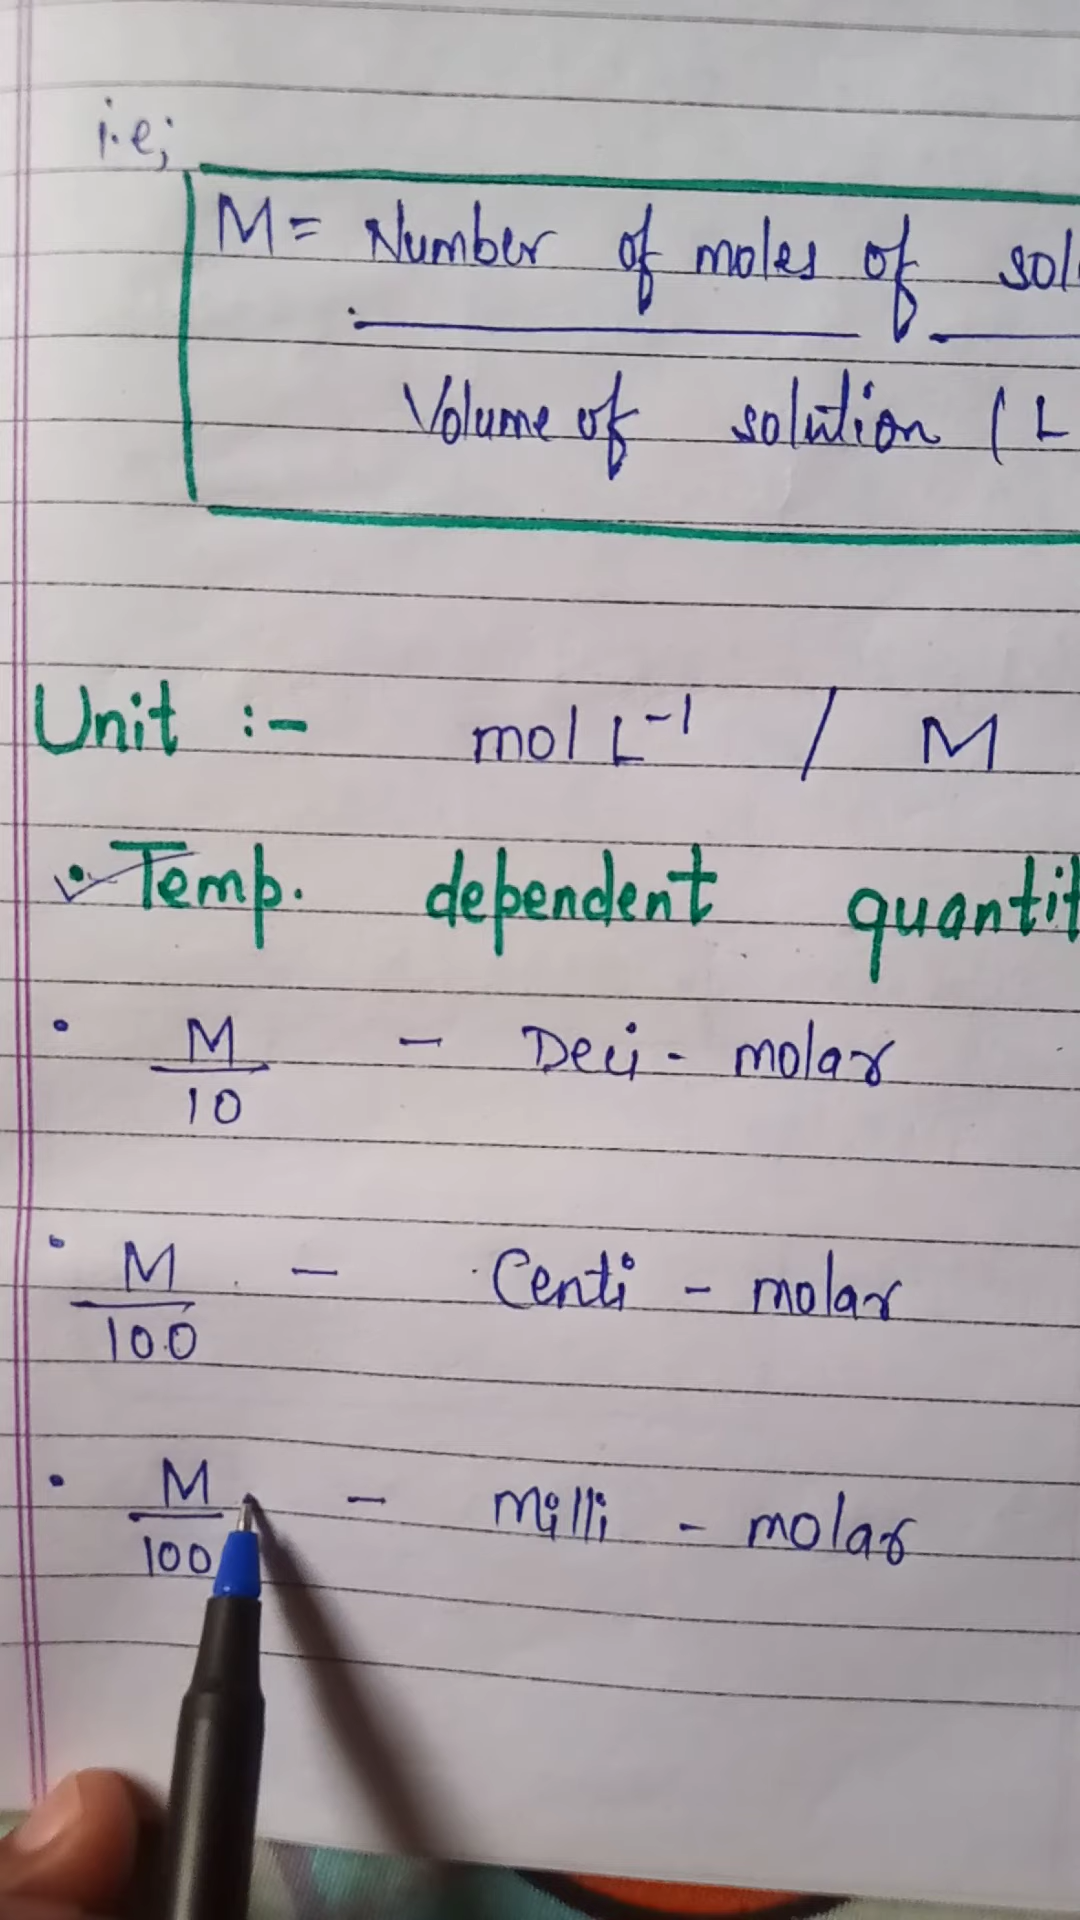 i.e;
M = Number of moles of sol
Volume of solution ( L
Unit :- mol L⁻¹ / M
• Temp. dependent quantit
• M/10 - Deci - molar
• M/100 - Centi - molar
• M/100 - Milli - molar